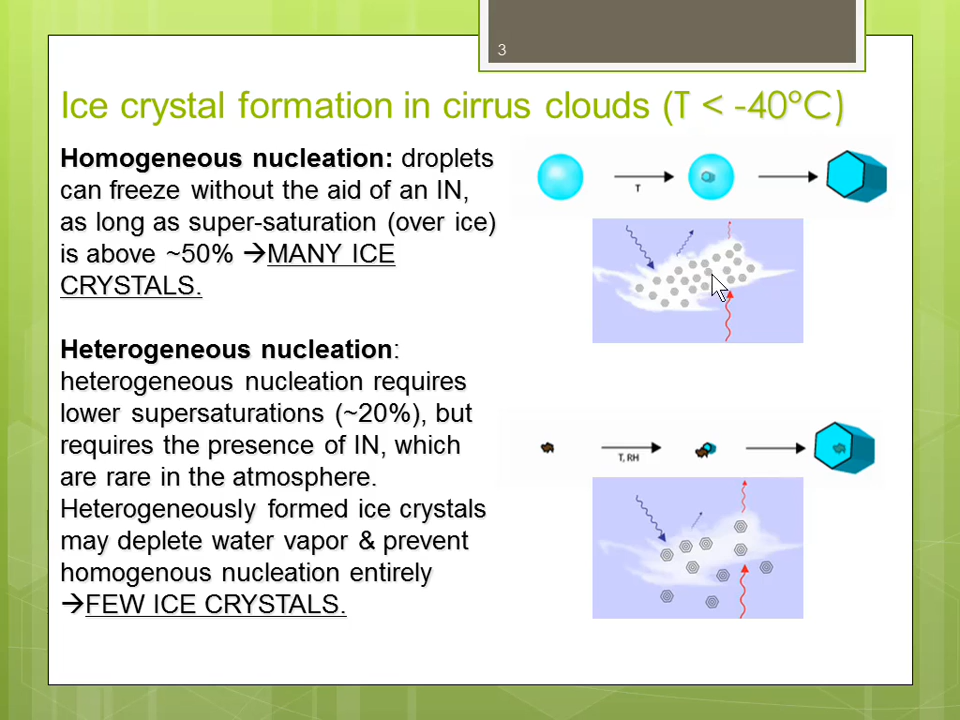 3
Ice crystal formation in cirrus clouds (T < -40°C)
Homogeneous nucleation: droplets
can freeze without the aid of an IN,
as long as super-saturation (over ice)
is above ~50% →MANY ICE
CRYSTALS.
T
Heterogeneous nucleation:
heterogeneous nucleation requires
lower supersaturations (~20%), but
requires the presence of IN, which
are rare in the atmosphere.
Heterogeneously formed ice crystals
may deplete water vapor & prevent
homogenous nucleation entirely
→FEW ICE CRYSTALS.
T, RH